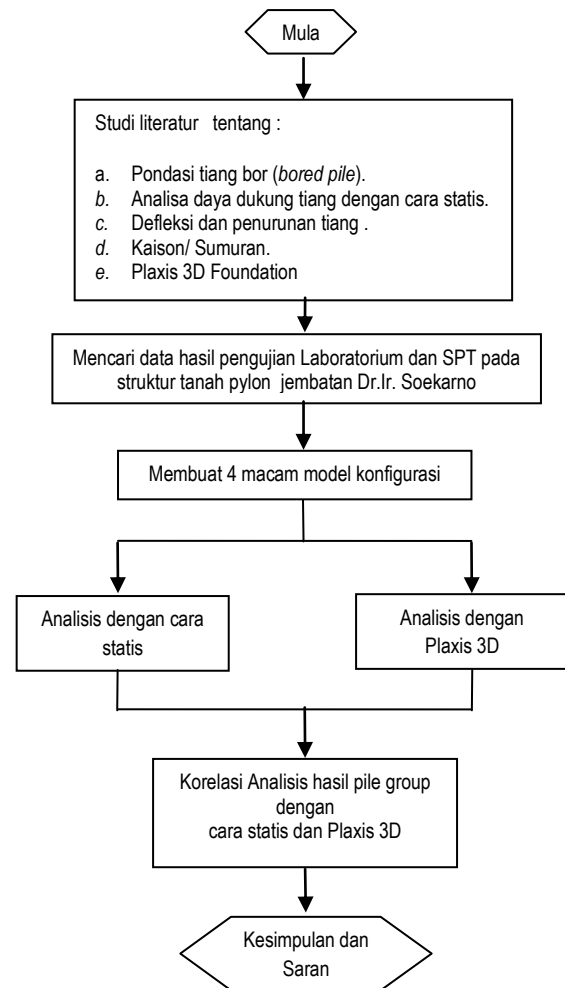 Mula
Studi literatur tentang :
a. Pondasi tiang bor (bored pile).
b. Analisa daya dukung tiang dengan cara statis.
c. Defleksi dan penurunan tiang .
d. Kaison/ Sumuran.
e. Plaxis 3D Foundation
Mencari data hasil pengujian Laboratorium dan SPT pada
struktur tanah pylon jembatan Dr.Ir. Soekarno
Membuat 4 macam model konfigurasi
Analisis dengan cara
statis
Analisis dengan
Plaxis 3D
Korelasi Analisis hasil pile group
dengan
cara statis dan Plaxis 3D
Kesimpulan dan
Saran